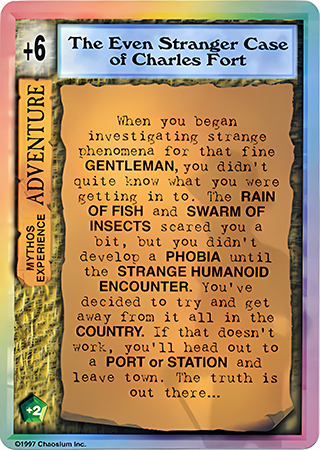 +6
The Even Stranger Case
of Charles Fort
MYTHOS
EXPERIENCE
ADVENTURE
When you began
investigating strange
phenomena for that fine
GENTLEMAN, you didn't
quite know what you were
getting in to. The RAIN
OF FISH and SWARM OF
INSECTS scared you a
bit, but you didn't
develop a PHOBIA until
the STRANGE HUMANOID
ENCOUNTER. You've
decided to try and get
away from it all in the
COUNTRY. If that doesn't
work, you'll head out to
a PORT or STATION and
leave town. The truth is
out there...
+2
©1997 Chaosium Inc.